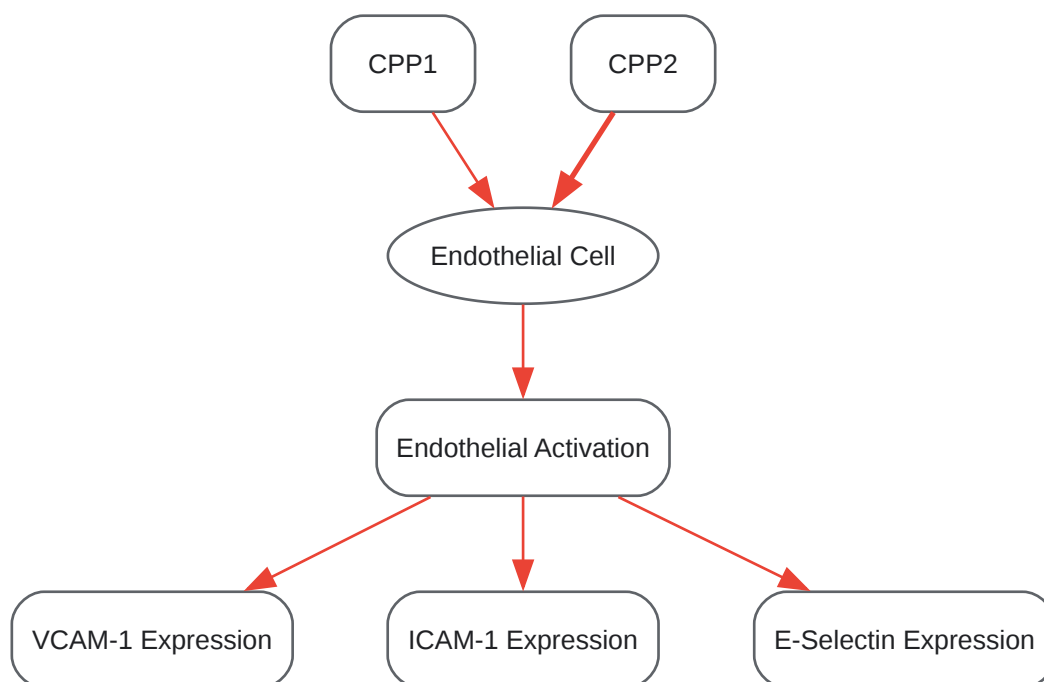 CPP1
CPP2
Endothelial Cell
Endothelial Activation
VCAM-1 Expression
ICAM-1 Expression
E-Selectin Expression